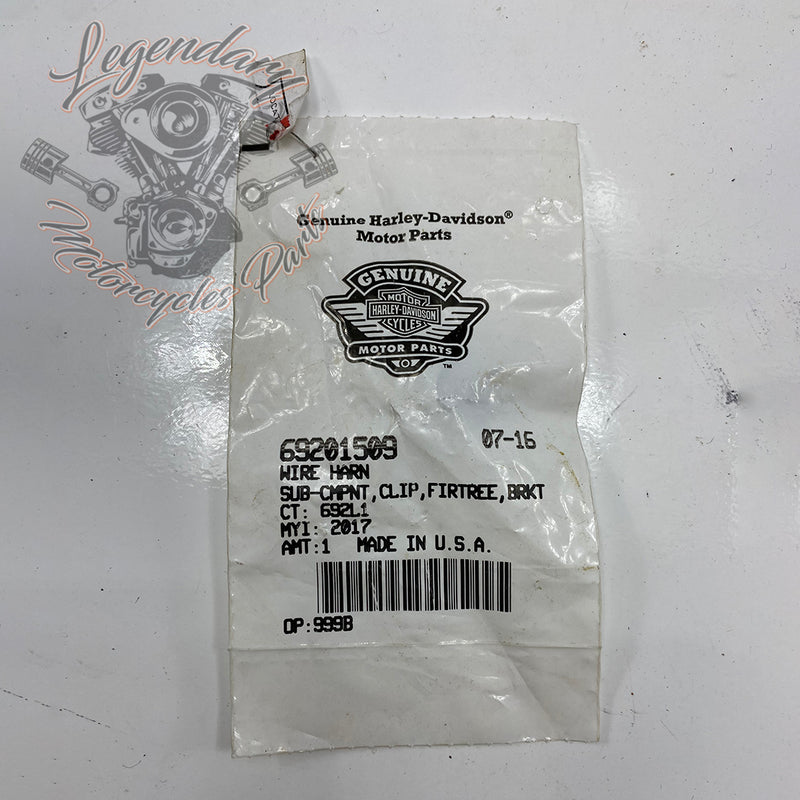 Legendary
Motorcycles Parts
Genuine Harley-Davidson®
Motor Parts
GENUINE
MOTOR
HARLEY-DAVIDSON
CYCLES
MOTOR PARTS
TM
69201509 07-16
WIRE HARN
SUB-CMPNT,CLIP,FIRTREE,BRKT
CT: 692L1
MYI: 2017
AMT:1 MADE IN U.S.A.
OP:999B